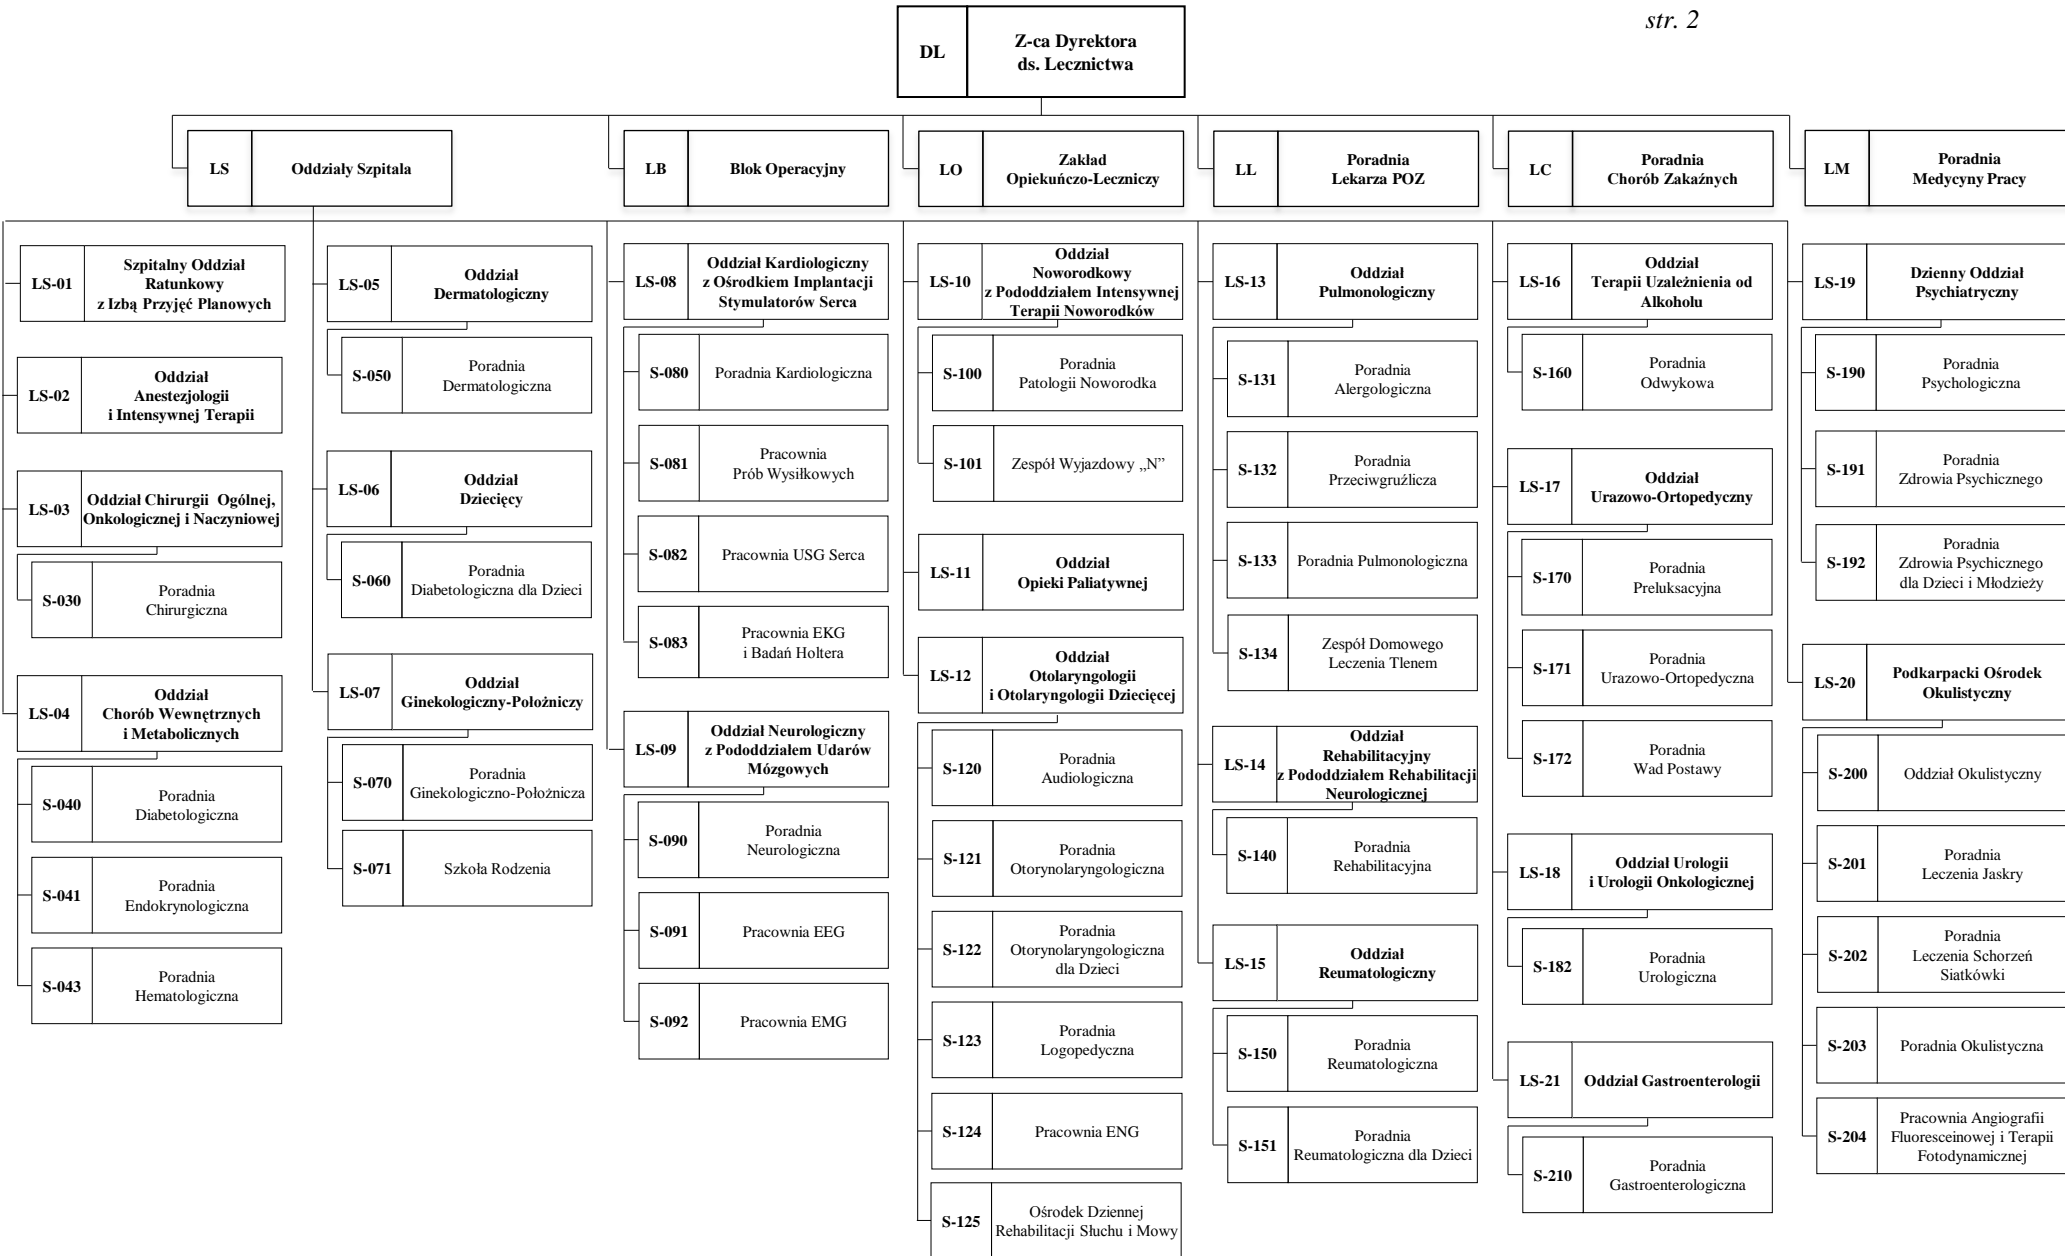 str. 2
DL
Z-ca Dyrektora
ds. Lecznictwa
LS
Oddziały Szpitala
LB
Blok Operacyjny
LO
Zakład
Opiekuńczo-Leczniczy
LL
Poradnia
Lekarza POZ
LC
Poradnia
Chorób Zakaźnych
LM
Poradnia
Medycyny Pracy
LS-01
Szpitalny Oddział
Ratunkowy
z Izbą Przyjęć Planowych
LS-02
Oddział
Anestezjologii
i Intensywnej Terapii
LS-03
Oddział Chirurgii Ogólnej,
Onkologicznej i Naczyniowej
S-030
Poradnia
Chirurgiczna
LS-04
Oddział
Chorób Wewnętrznych
i Metabolicznych
S-040
Poradnia
Diabetologiczna
S-041
Poradnia
Endokrynologiczna
S-043
Poradnia
Hematologiczna
LS-05
Oddział
Dermatologiczny
S-050
Poradnia
Dermatologiczna
LS-06
Oddział
Dziecięcy
S-060
Poradnia
Diabetologiczna dla Dzieci
LS-07
Oddział
Ginekologiczny-Położniczy
S-070
Poradnia
Ginekologiczno-Położnicza
S-071
Szkoła Rodzenia
LS-08
Oddział Kardiologiczny
z Ośrodkiem Implantacji
Stymulatorów Serca
S-080
Poradnia Kardiologiczna
S-081
Pracownia
Prób Wysiłkowych
S-082
Pracownia USG Serca
S-083
Pracownia EKG
i Badań Holtera
LS-09
Oddział Neurologiczny
z Pododdziałem Udarów
Mózgowych
S-090
Poradnia
Neurologiczna
S-091
Pracownia EEG
S-092
Pracownia EMG
LS-10
Oddział
Noworodkowy
z Pododdziałem Intensywnej
Terapii Noworodków
S-100
Poradnia
Patologii Noworodka
S-101
Zespół Wyjazdowy „N”
LS-11
Oddział
Opieki Paliatywnej
LS-12
Oddział
Otolaryngologii
i Otolaryngologii Dziecięcej
S-120
Poradnia
Audiologiczna
S-121
Poradnia
Otorynolaryngologiczna
S-122
Poradnia
Otorynolaryngologiczna
dla Dzieci
S-123
Poradnia
Logopedyczna
S-124
Pracownia ENG
S-125
Ośrodek Dziennej
Rehabilitacji Słuchu i Mowy
LS-13
Oddział
Pulmonologiczny
S-131
Poradnia
Alergologiczna
S-132
Poradnia
Przeciwgruźlicza
S-133
Poradnia Pulmonologiczna
S-134
Zespół Domowego
Leczenia Tlenem
LS-14
Oddział
Rehabilitacyjny
z Pododdziałem Rehabilitacji
Neurologicznej
S-140
Poradnia
Rehabilitacyjna
LS-15
Oddział
Reumatologiczny
S-150
Poradnia
Reumatologiczna
S-151
Poradnia
Reumatologiczna dla Dzieci
LS-16
Oddział
Terapii Uzależnienia od
Alkoholu
S-160
Poradnia
Odwykowa
LS-17
Oddział
Urazowo-Ortopedyczny
S-170
Poradnia
Preluksacyjna
S-171
Poradnia
Urazowo-Ortopedyczna
S-172
Poradnia
Wad Postawy
LS-18
Oddział Urologii
i Urologii Onkologicznej
S-182
Poradnia
Urologiczna
LS-21
Oddział Gastroenterologii
S-210
Poradnia
Gastroenterologiczna
LS-19
Dzienny Oddział
Psychiatryczny
S-190
Poradnia
Psychologiczna
S-191
Poradnia
Zdrowia Psychicznego
S-192
Poradnia
Zdrowia Psychicznego
dla Dzieci i Młodzieży
LS-20
Podkarpacki Ośrodek
Okulistyczny
S-200
Oddział Okulistyczny
S-201
Poradnia
Leczenia Jaskry
S-202
Poradnia
Leczenia Schorzeń
Siatkówki
S-203
Poradnia Okulistyczna
S-204
Pracownia Angiografii
Fluoresceinowej i Terapii
Fotodynamicznej